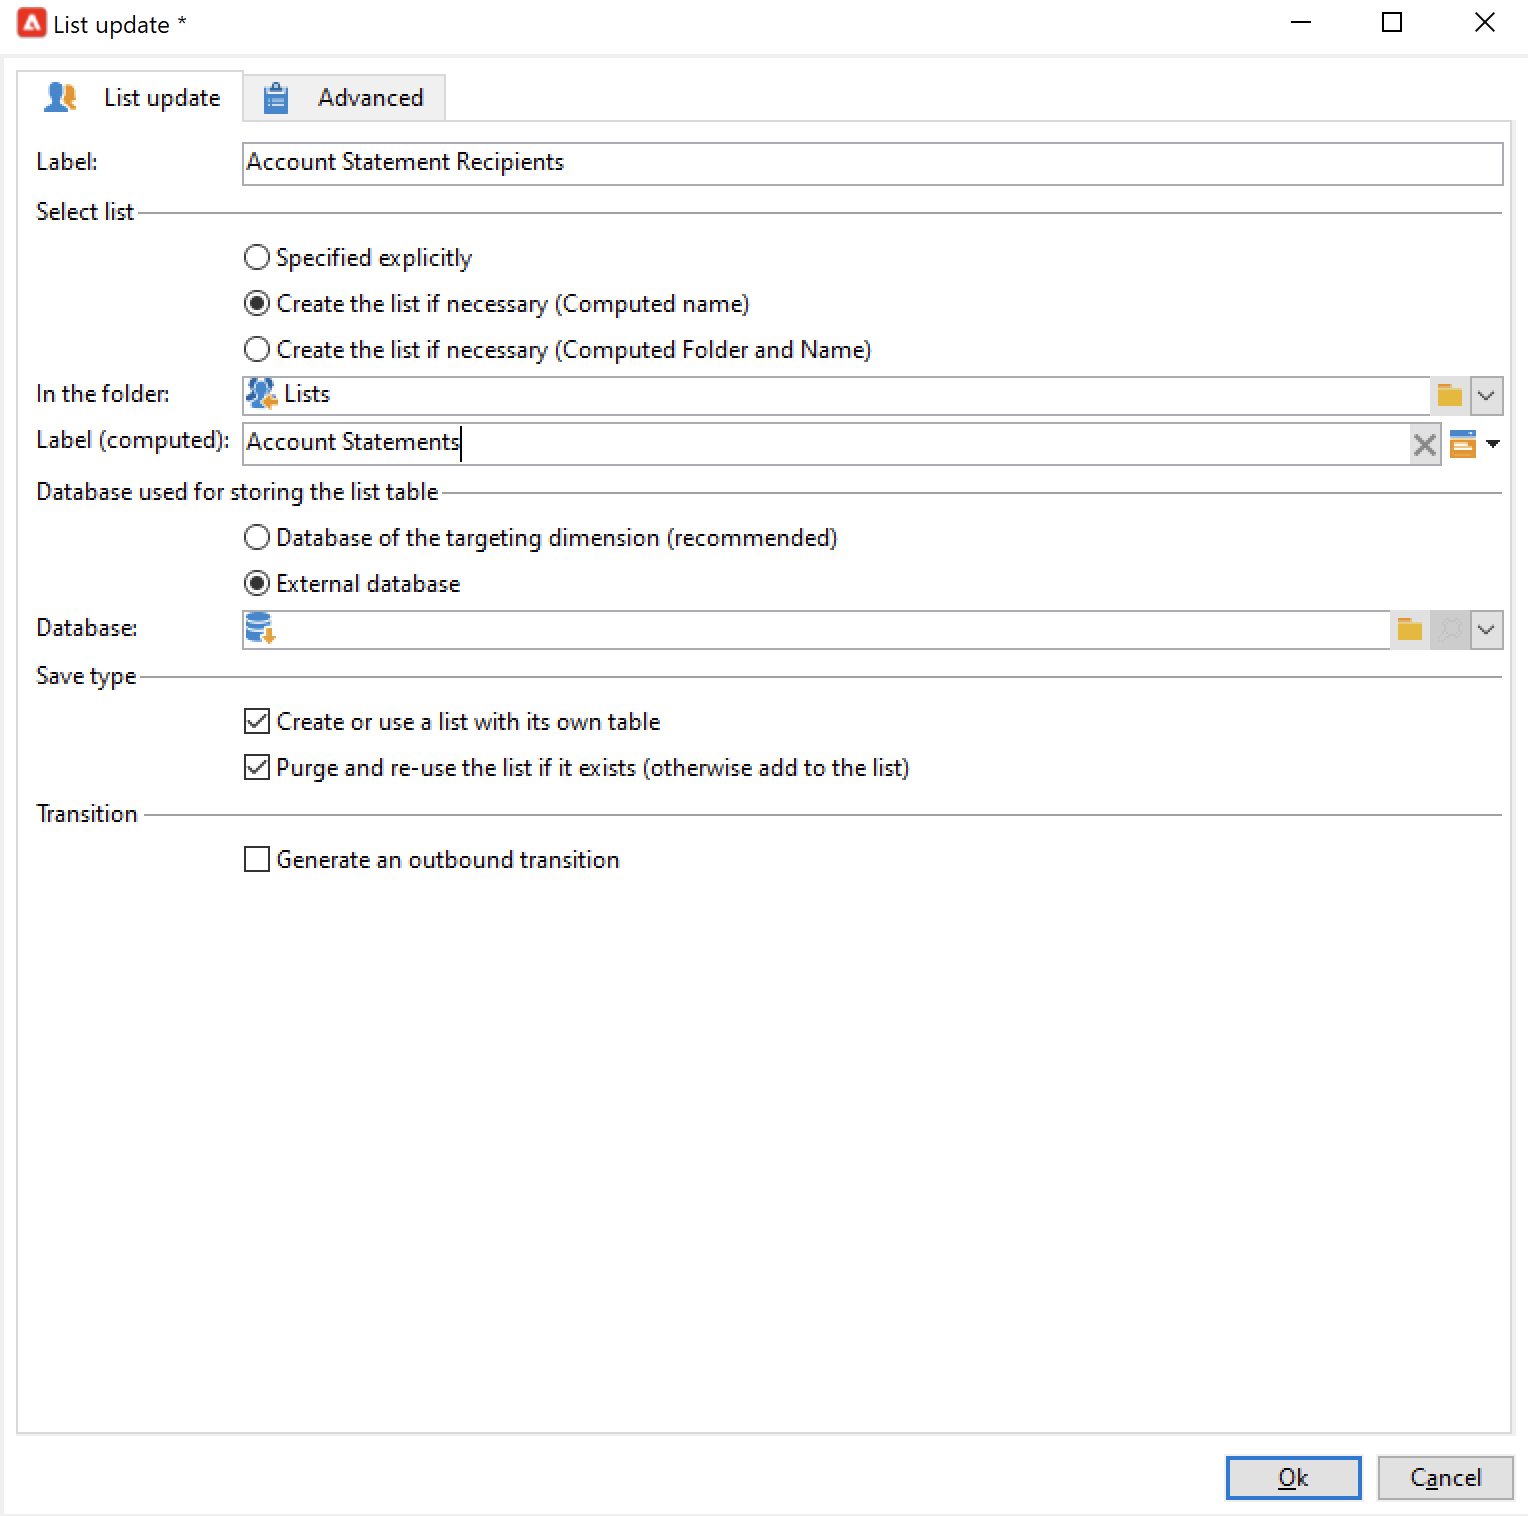 List update *
List update
Advanced
Label:
Account Statement Recipients
Select list
Specified explicitly
Create the list if necessary (Computed name)
Create the list if necessary (Computed Folder and Name)
In the folder:
Lists
Label (computed):
Account Statements
Database used for storing the list table
Database of the targeting dimension (recommended)
External database
Database:
Save type
Create or use a list with its own table
Purge and re-use the list if it exists (otherwise add to the list)
Transition
Generate an outbound transition
Ok
Cancel